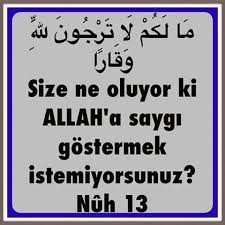 مَا لَكُمْ لَا تَرْجُونَ لِلَّهِ
وَقَارًا
Size ne oluyor ki
ALLAH'a saygı
göstermek
istemiyorsunuz?
Nûh 13